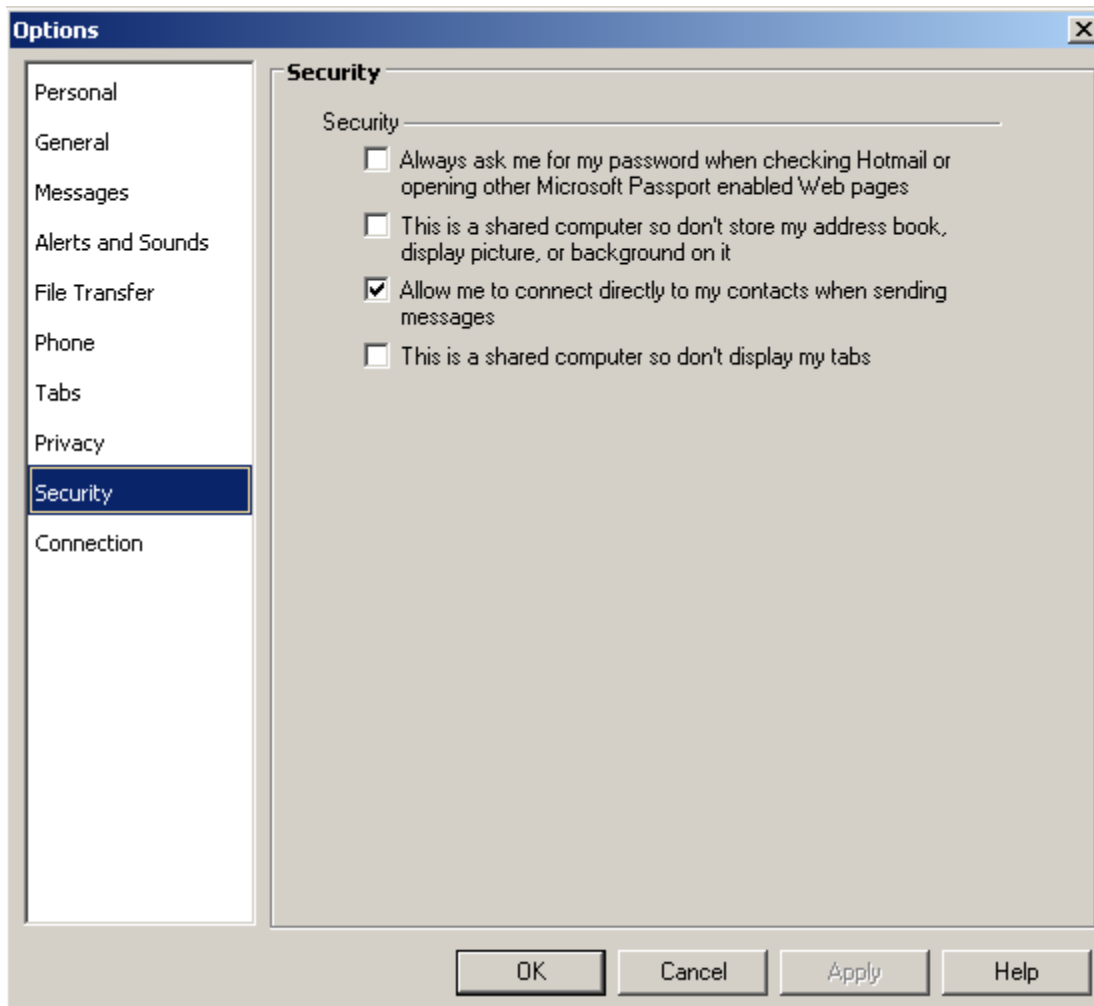 Options
Personal
General
Messages
Alerts and Sounds
File Transfer
Phone
Tabs
Privacy
Security
Connection
Security
Security
Always ask me for my password when checking Hotmail or
opening other Microsoft Passport enabled Web pages
This is a shared computer so don't store my address book,
display picture, or background on it
Allow me to connect directly to my contacts when sending
messages
This is a shared computer so don't display my tabs
OK
Cancel
Apply
Help